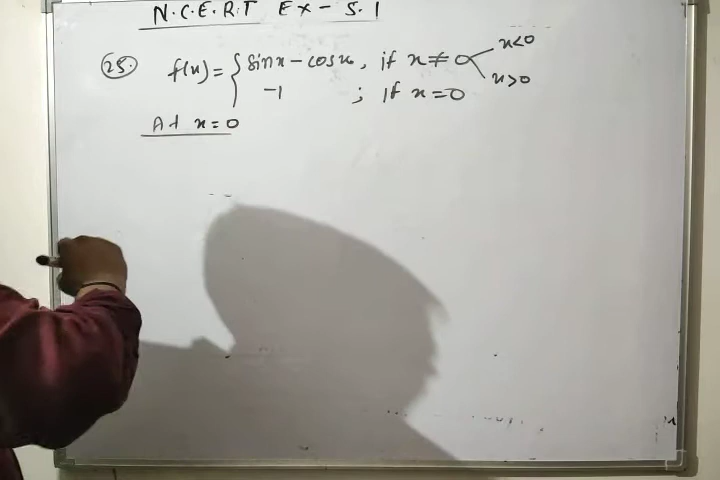 N.C.E.R.T Ex - 5.1
25. f(x) = { sinx - cosx, if x ≠ 0 x<0
x>0
-1 ; if x = 0
At x = 0